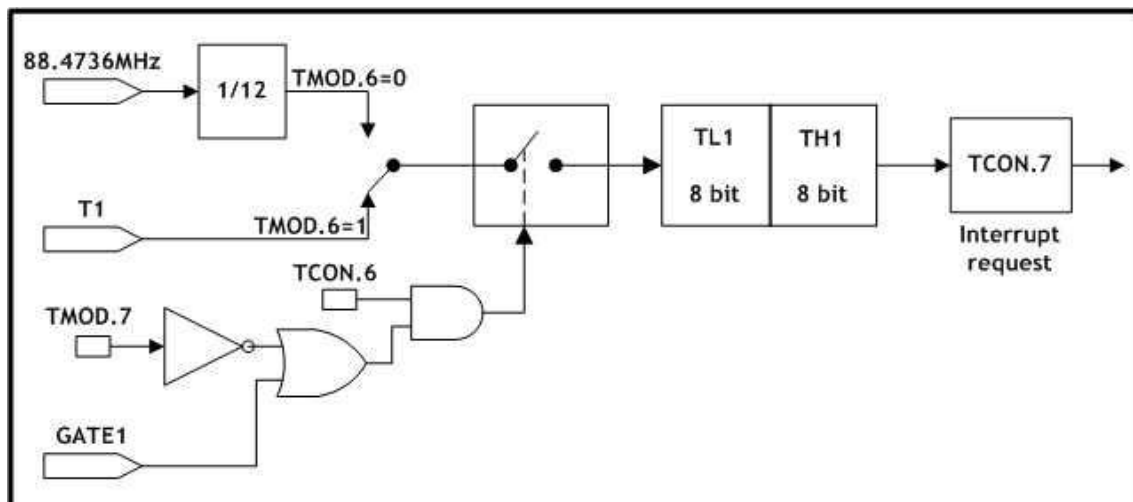 88.4736MHz
1/12
TMOD.6=0
T1
TMOD.6=1
TL1
8 bit
TH1
8 bit
TCON.7
Interrupt
request
TCON.6
TMOD.7
GATE1